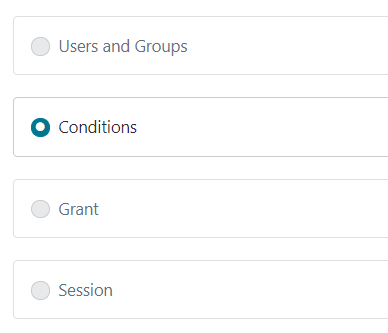 Users and Groups
Conditions
Grant
Session